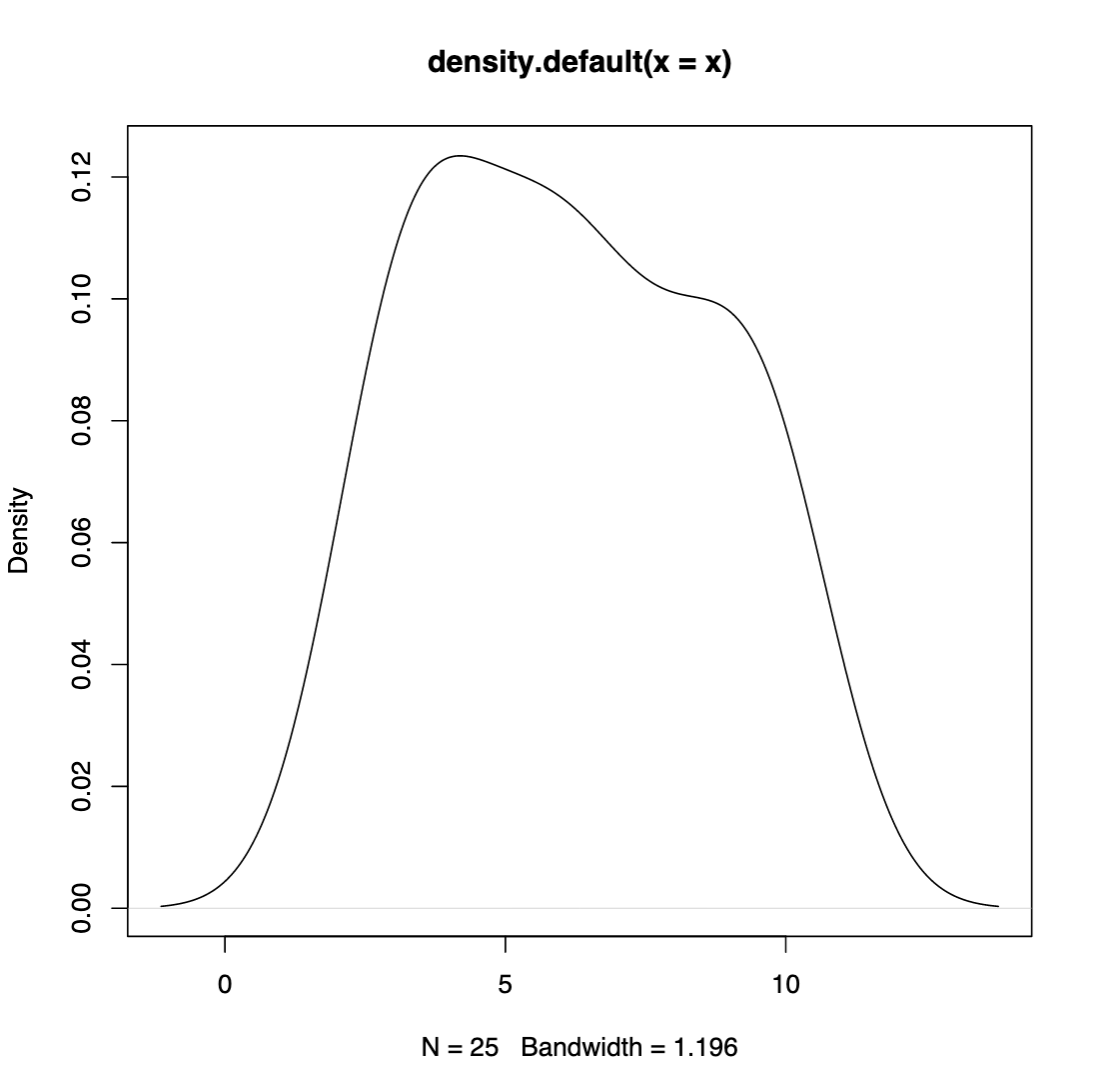 density.default(x = x)
0.12
0.10
0.08
0.06
0.04
0.02
0.00
Density
0 5 10
N = 25 Bandwidth = 1.196